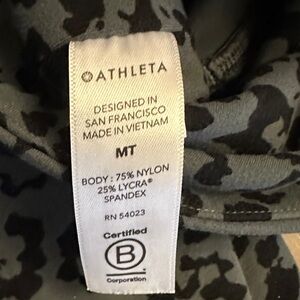 ATHLETA
DESIGNED IN
SAN FRANCISCO
MADE IN VIETNAM
MT
BODY : 75% NYLON
25% LYCRA®
SPANDEX
RN 54023
Certified
B
Corporation